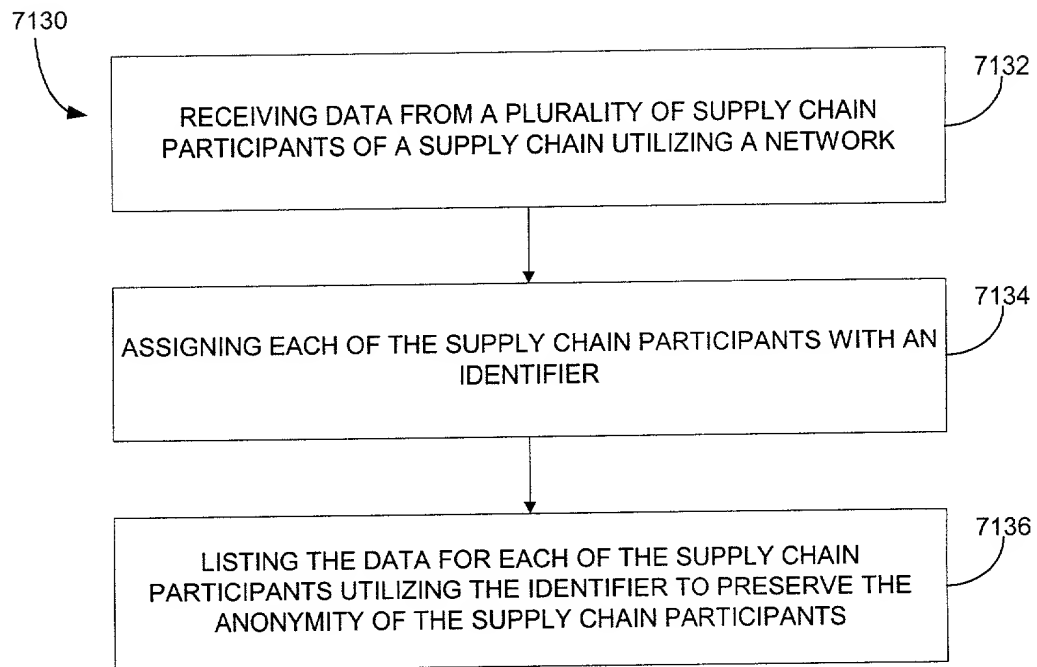 7130
7132
RECEIVING DATA FROM A PLURALITY OF SUPPLY CHAIN
PARTICIPANTS OF A SUPPLY CHAIN UTILIZING A NETWORK
7134
ASSIGNING EACH OF THE SUPPLY CHAIN PARTICIPANTS WITH AN
IDENTIFIER
7136
LISTING THE DATA FOR EACH OF THE SUPPLY CHAIN
PARTICIPANTS UTILIZING THE IDENTIFIER TO PRESERVE THE
ANONYMITY OF THE SUPPLY CHAIN PARTICIPANTS